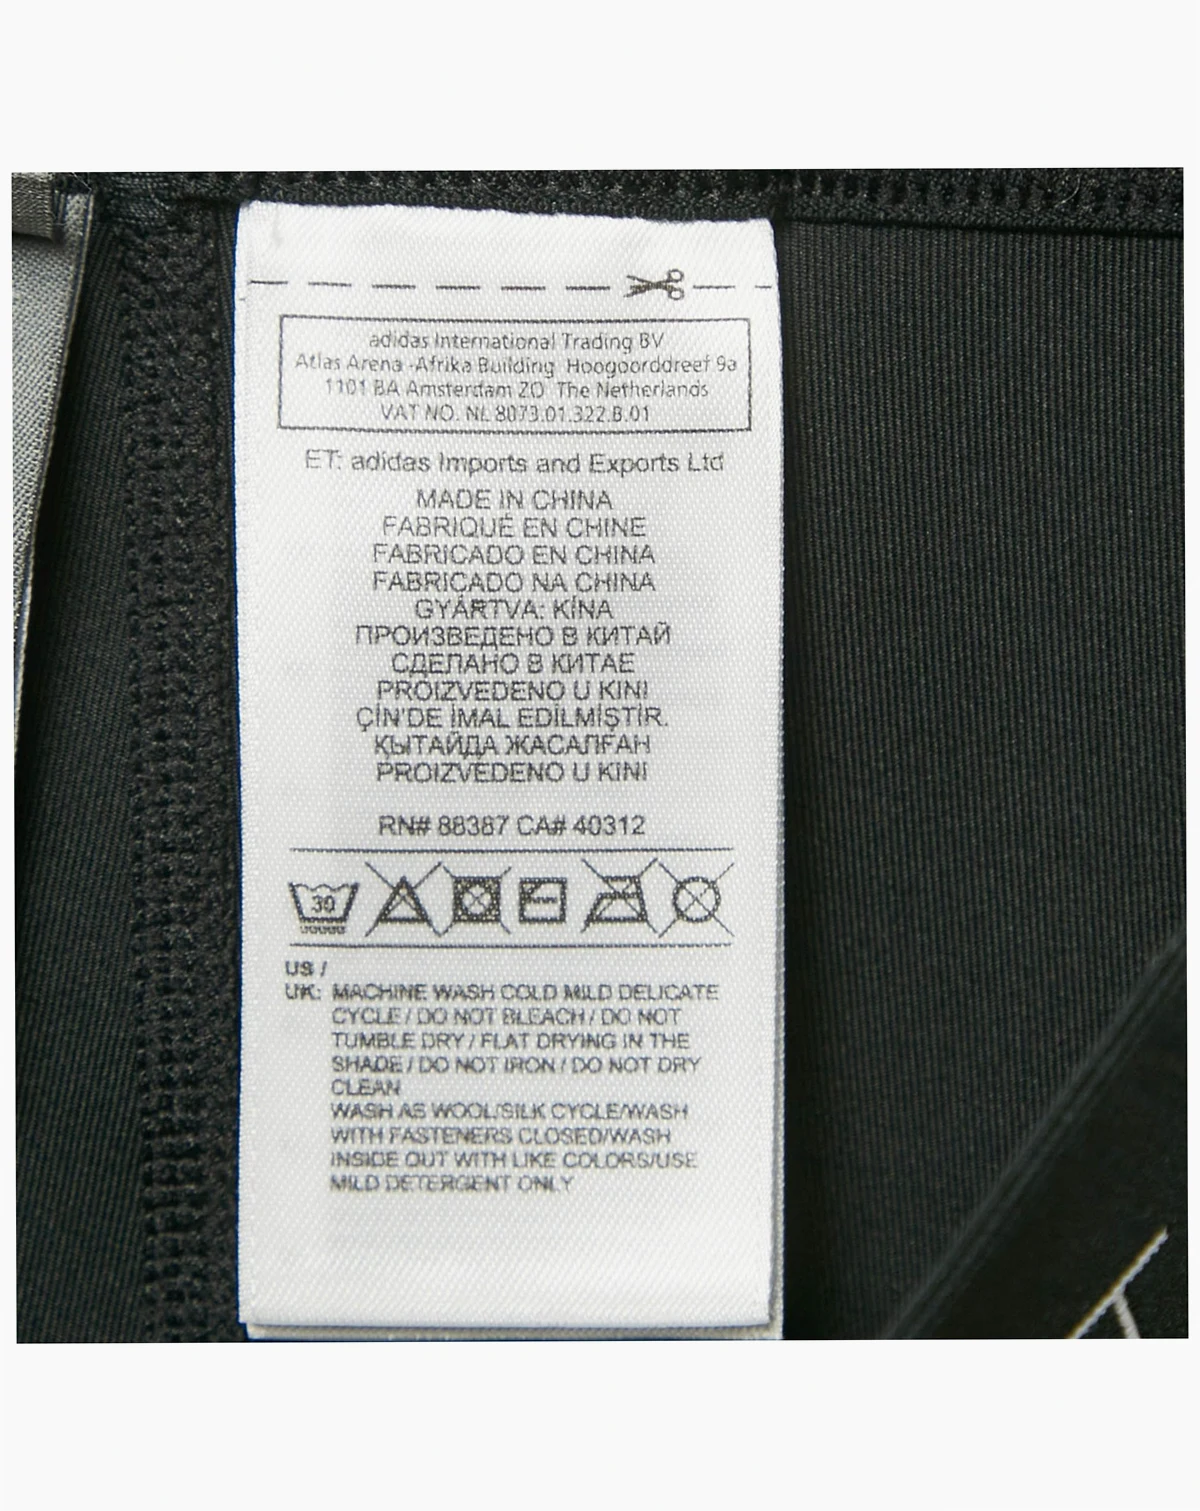 adidas International Trading BV
Atlas Arena -Afrika Building Hoogoorddreef 9a
1101 BA Amsterdam ZO The Netherlands
VAT NO. NL 8073.01.322.B.01
ET: adidas Imports and Exports Ltd
MADE IN CHINA
FABRIQUÉ EN CHINE
FABRICADO EN CHINA
FABRICADO NA CHINA
GYÁRTVA: KÍNA
ПРОИЗВЕДЕНО В КИТАЙ
СДЕЛАНО В КИТАЕ
PROIZVEDENO U KINI
ÇİN'DE İMAL EDİLMİŞTİR.
ҚЫТАЙДА ЖАСАЛҒАН
PROIZVEDENO U KINI
RN# 88387 CA# 40312
30
US /
UK: MACHINE WASH COLD MILD DELICATE
CYCLE / DO NOT BLEACH / DO NOT
TUMBLE DRY / FLAT DRYING IN THE
SHADE / DO NOT IRON / DO NOT DRY
CLEAN
WASH AS WOOL/SILK CYCLE/WASH
WITH FASTENERS CLOSED/WASH
INSIDE OUT WITH LIKE COLORS/USE
MILD DETERGENT ONLY